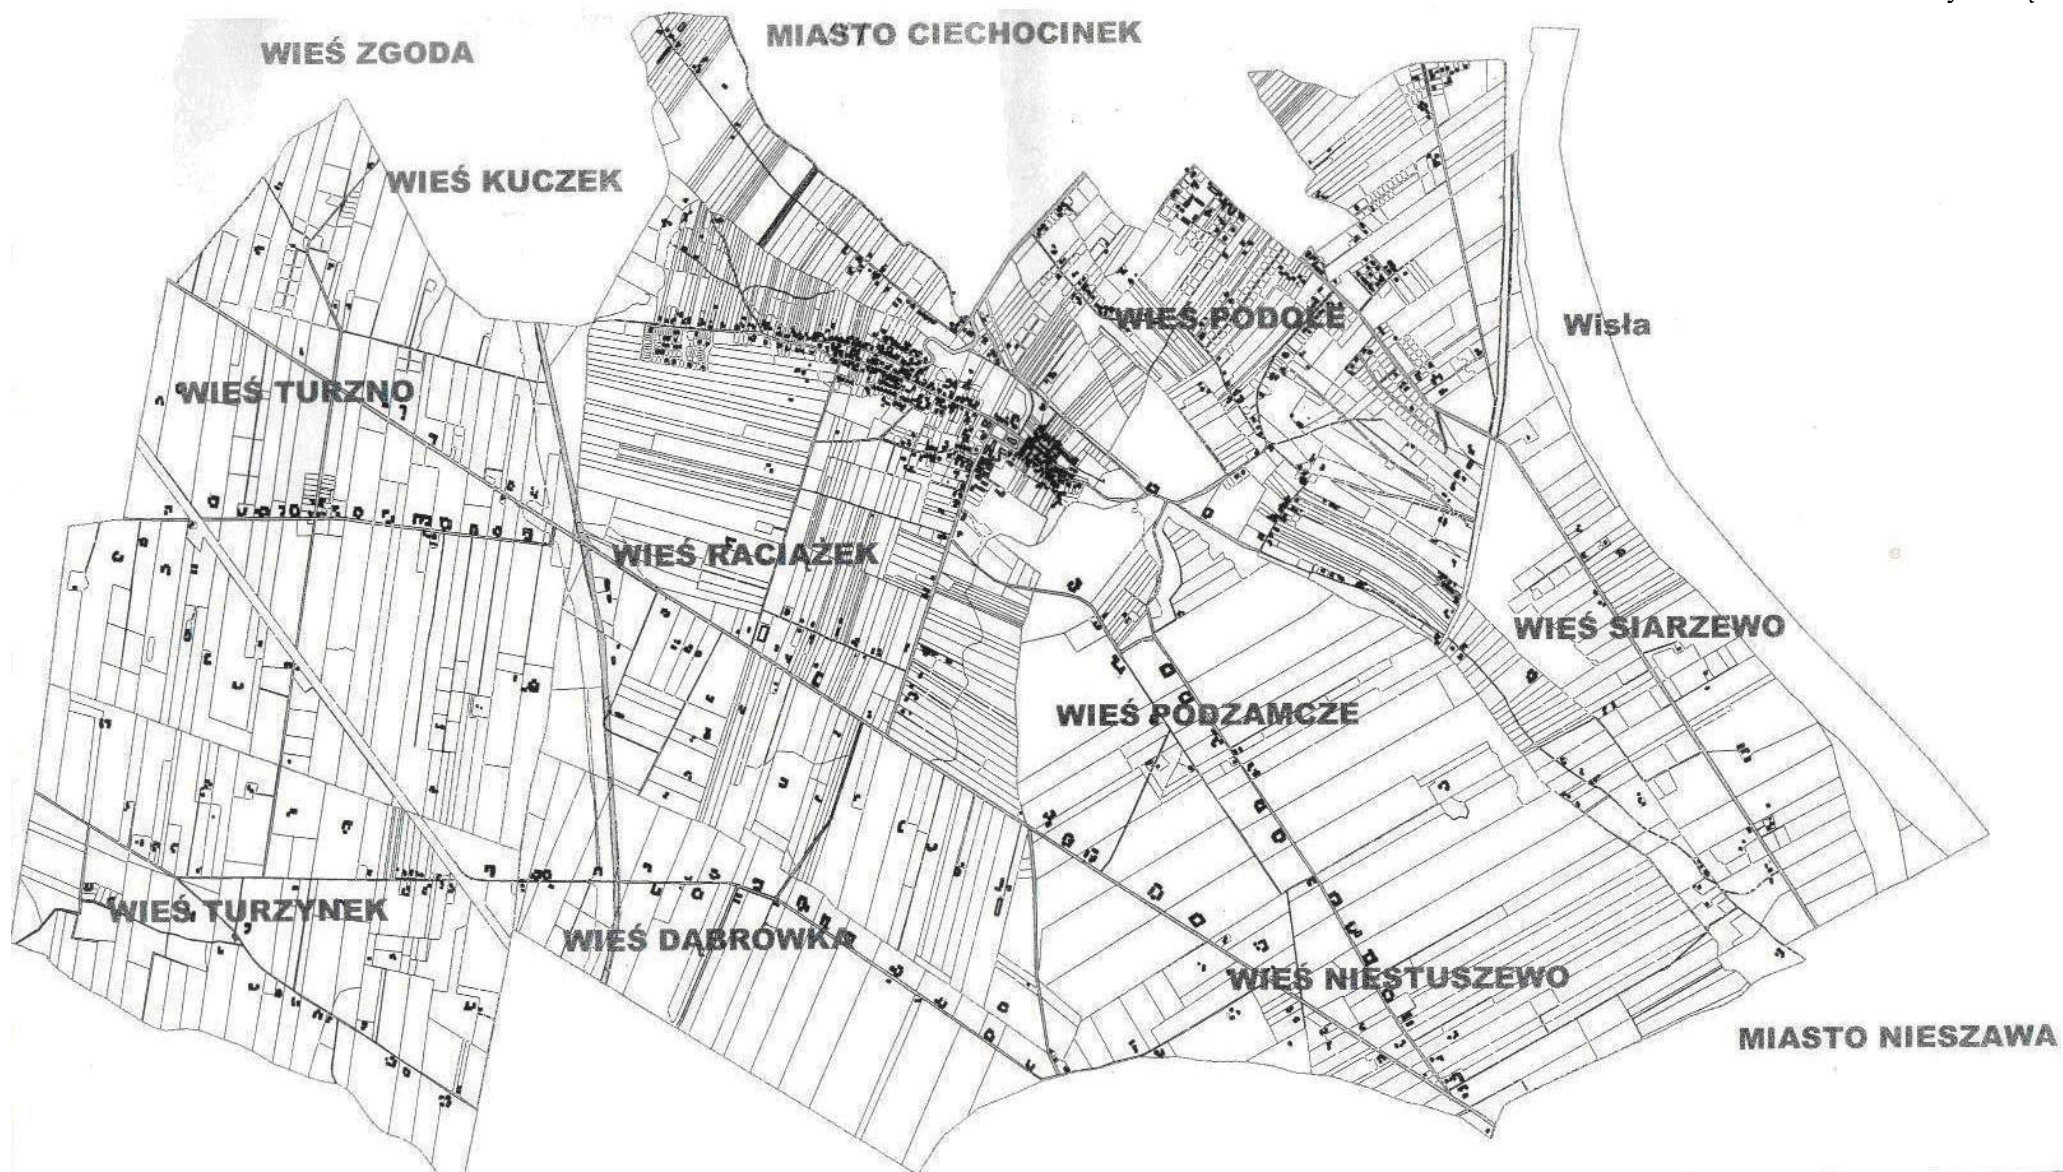 MIASTO CIECHOCINEK
WIEŚ ZGODA
WIEŚ KUCZEK
WIEŚ PODOLE
Wisła
WIEŚ TURZNO
WIEŚ RACIĄŻEK
WIEŚ SIARZEWO
WIEŚ PODZAMCZE
WIEŚ TURZYNEK
WIEŚ DĄBRÓWKA
WIEŚ NIESTUSZEWO
MIASTO NIESZAWA